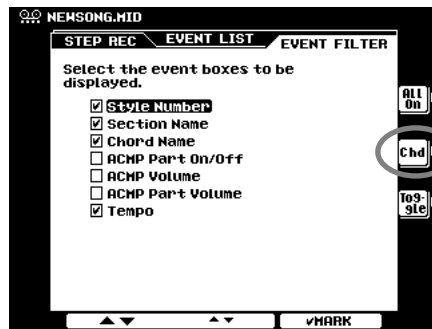 NEWSONG.MID
STEP REC EVENT LIST EVENT FILTER
Select the event boxes to be
displayed.
Style Number
Section Name
Chord Name
ACMP Part On/Off
ACMP Volume
ACMP Part Volume
Tempo
All
On
Chd
Tog-
gle
MARK